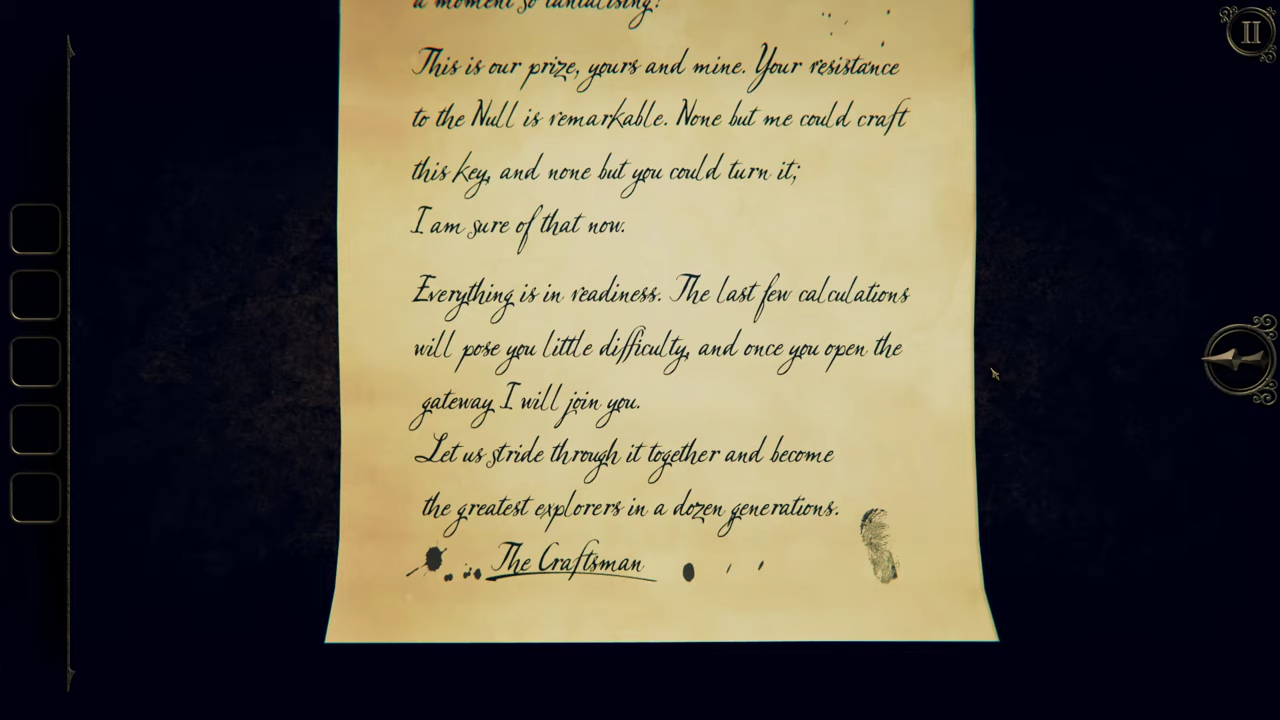 a moment so tantalising!
This is our prize, yours and mine. Your resistance
to the Null is remarkable. None but me could craft
this key, and none but you could turn it;
I am sure of that now.
Everything is in readiness. The last few calculations
will pose you little difficulty, and once you open the
gateway I will join you.
Let us stride through it together and become
the greatest explorers in a dozen generations.
The Craftsman